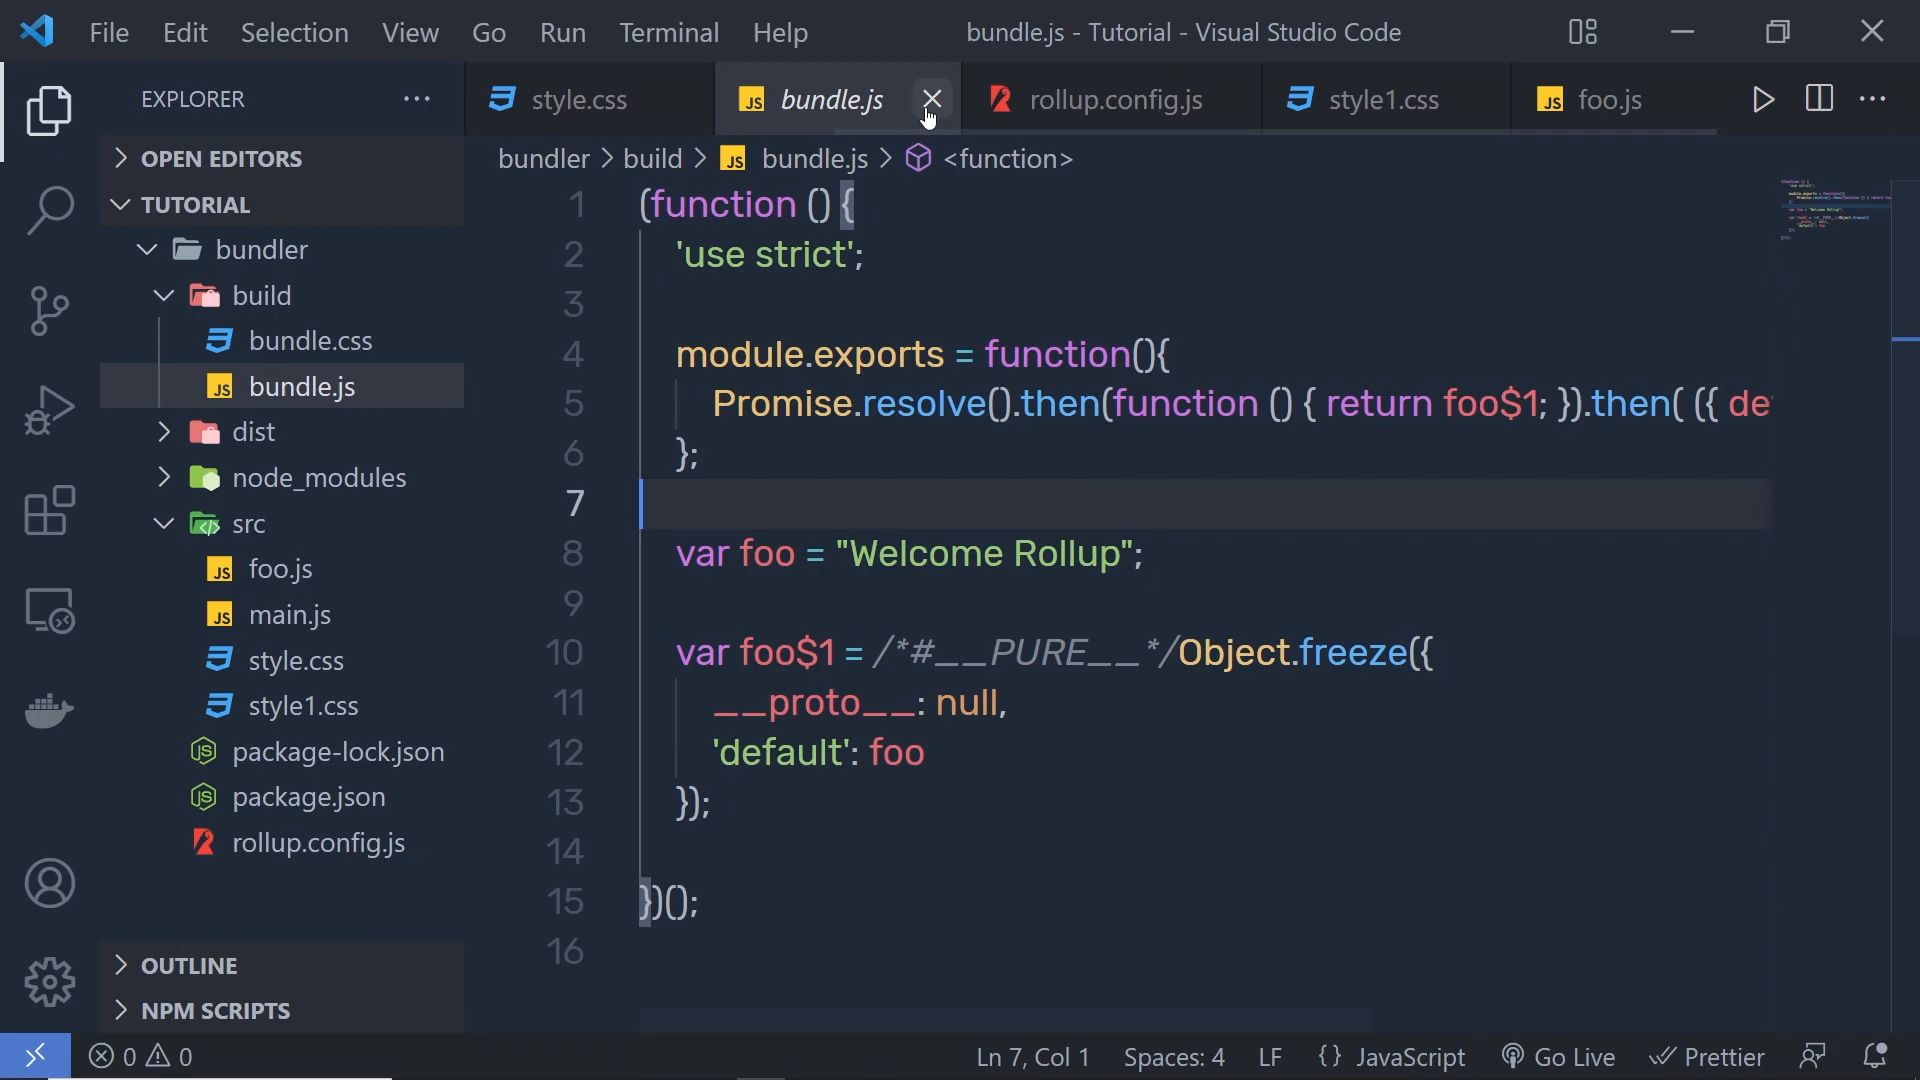 File Edit Selection View Go Run Terminal Help
bundle.js - Tutorial - Visual Studio Code
EXPLORER
OPEN EDITORS
TUTORIAL
bundler
build
bundle.css
bundle.js
dist
node_modules
src
foo.js
main.js
style.css
style1.css
package-lock.json
package.json
rollup.config.js
OUTLINE
NPM SCRIPTS
style.css
bundle.js
rollup.config.js
style1.css
foo.js
bundler > build > JS bundle.js > <function>
1 (function () {
2 'use strict';
3
4 module.exports = function(){
5 Promise.resolve().then(function () { return foo$1; }).then( ({ de
6 };
7
8 var foo = "Welcome Rollup";
9
10 var foo$1 = /*#__PURE__*/Object.freeze({
11 __proto__: null,
12 'default': foo
13 });
14
15 })();
16
0 0
Ln 7, Col 1
Spaces: 4
LF
{} JavaScript
Go Live
Prettier